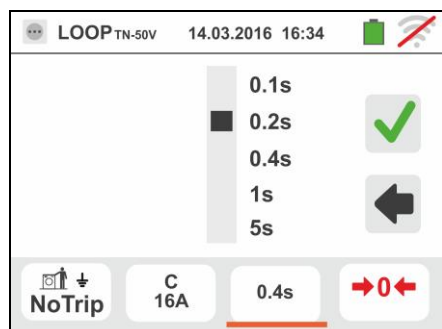 LOOP TN-50V 14.03.2016 16:34
0.1s
0.2s
0.4s
1s
5s
NoTrip
C
16A
0.4s
→0←